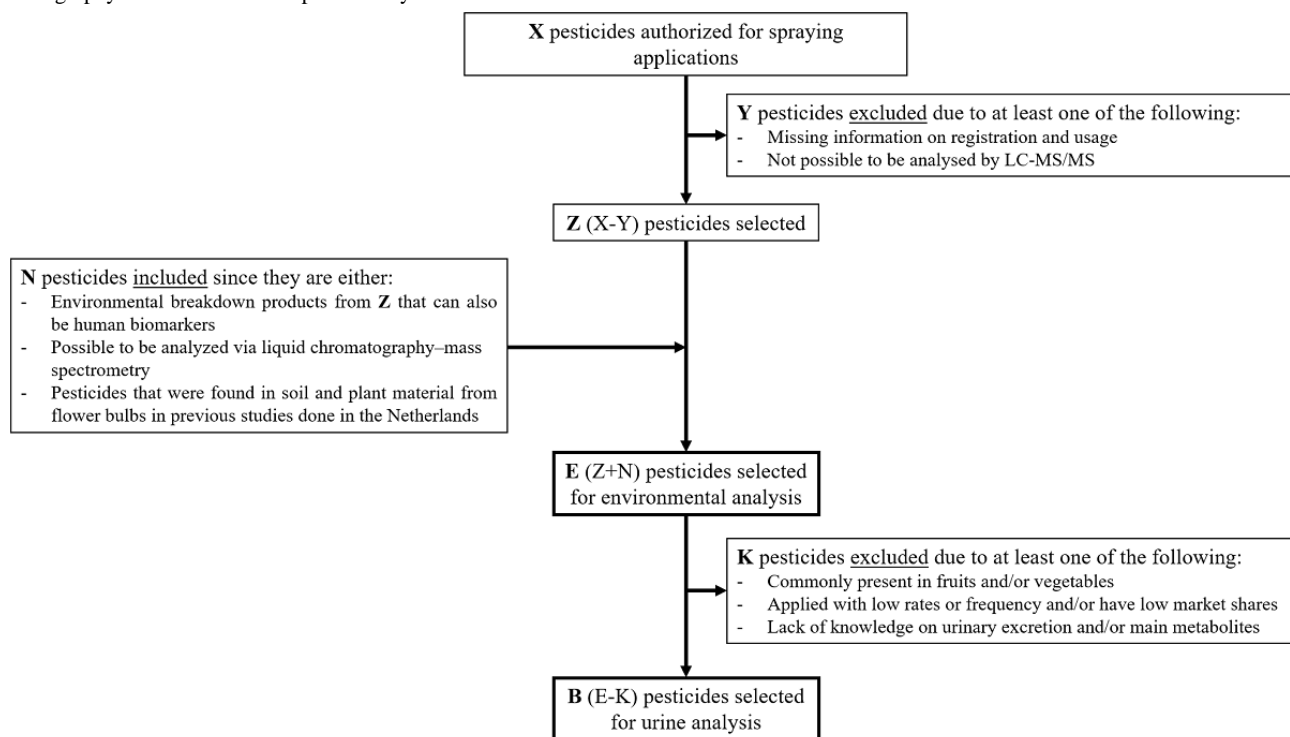 X pesticides authorized for spraying
applications
Y pesticides excluded due to at least one of the following:
- Missing information on registration and usage
- Not possible to be analysed by LC-MS/MS
Z (X-Y) pesticides selected
N pesticides included since they are either:
- Environmental breakdown products from Z that can also
be human biomarkers
- Possible to be analyzed via liquid chromatography–mass
spectrometry
- Pesticides that were found in soil and plant material from
flower bulbs in previous studies done in the Netherlands
E (Z+N) pesticides selected
for environmental analysis
K pesticides excluded due to at least one of the following:
- Commonly present in fruits and/or vegetables
- Applied with low rates or frequency and/or have low market shares
- Lack of knowledge on urinary excretion and/or main metabolites
B (E-K) pesticides selected
for urine analysis